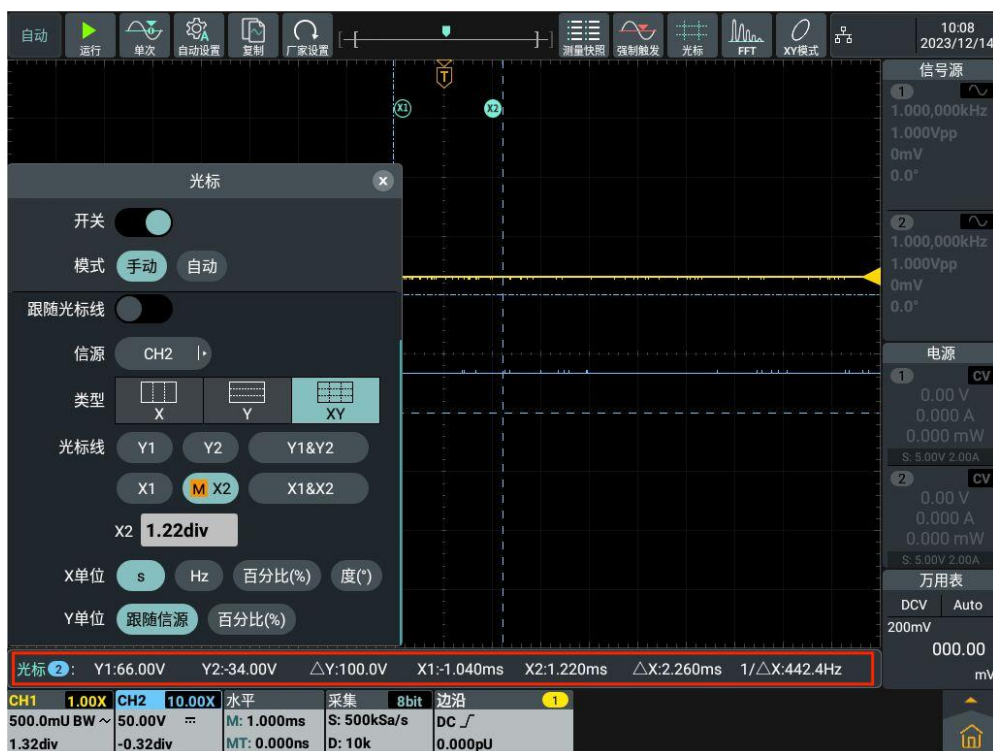 自动
运行
单次
自动设置
复制
厂家设置
测量快照
强制触发
光标
FFT
XY模式
10:08
2023/12/14
T
X1
X2
光标
开关
模式 手动 自动
跟随光标线
信源 CH2
类型 X Y XY
光标线 Y1 Y2 Y1&Y2
X1 M X2 X1&X2
X2 1.22div
X单位 s Hz 百分比(%) 度(°)
Y单位 跟随信源 百分比(%)
信号源
1
1.000,000kHz
1.000Vpp
0mV
0.0°
2
1.000,000kHz
1.000Vpp
0mV
0.0°
电源
1 CV
0.00 V
0.000 A
0.000 mW
S: 5.00V 2.00A
2 CV
0.00 V
0.000 A
0.000 mW
S: 5.00V 2.00A
万用表
DCV Auto
200mV
000.00
mV
光标 2 : Y1:66.00V Y2:-34.00V △Y:100.0V X1:-1.040ms X2:1.220ms △X:2.260ms 1/△X:442.4Hz
CH1 1.00X CH2 10.00X 水平 采集 8bit 边沿 1
500.0mU BW ~ 50.00V M: 1.000ms S: 500kSa/s DC
1.32div -0.32div MT: 0.000ns D: 10k 0.000pU